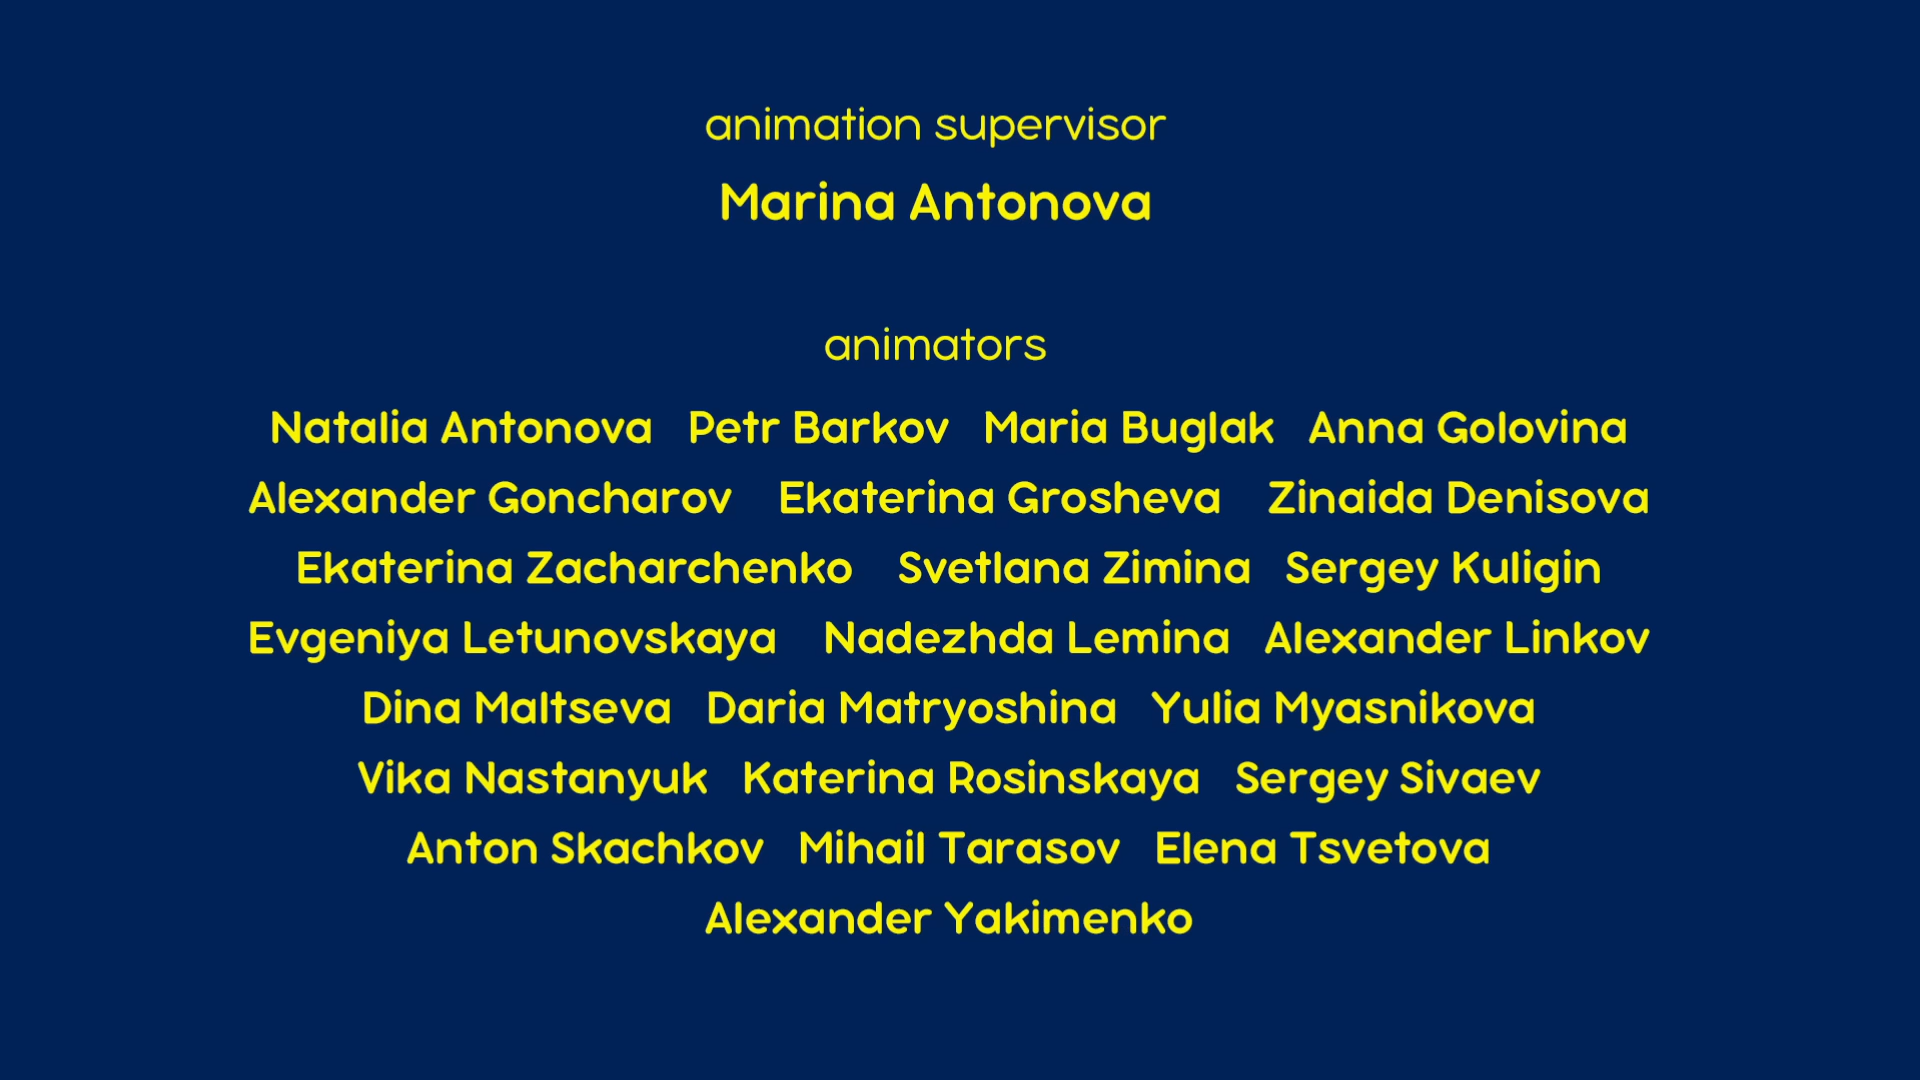 animation supervisor
Marina Antonova
animators
Natalia Antonova Petr Barkov Maria Buglak Anna Golovina
Alexander Goncharov Ekaterina Grosheva Zinaida Denisova
Ekaterina Zacharchenko Svetlana Zimina Sergey Kuligin
Evgeniya Letunovskaya Nadezhda Lemina Alexander Linkov
Dina Maltseva Daria Matryoshina Yulia Myasnikova
Vika Nastanyuk Katerina Rosinskaya Sergey Sivaev
Anton Skachkov Mihail Tarasov Elena Tsvetova
Alexander Yakimenko